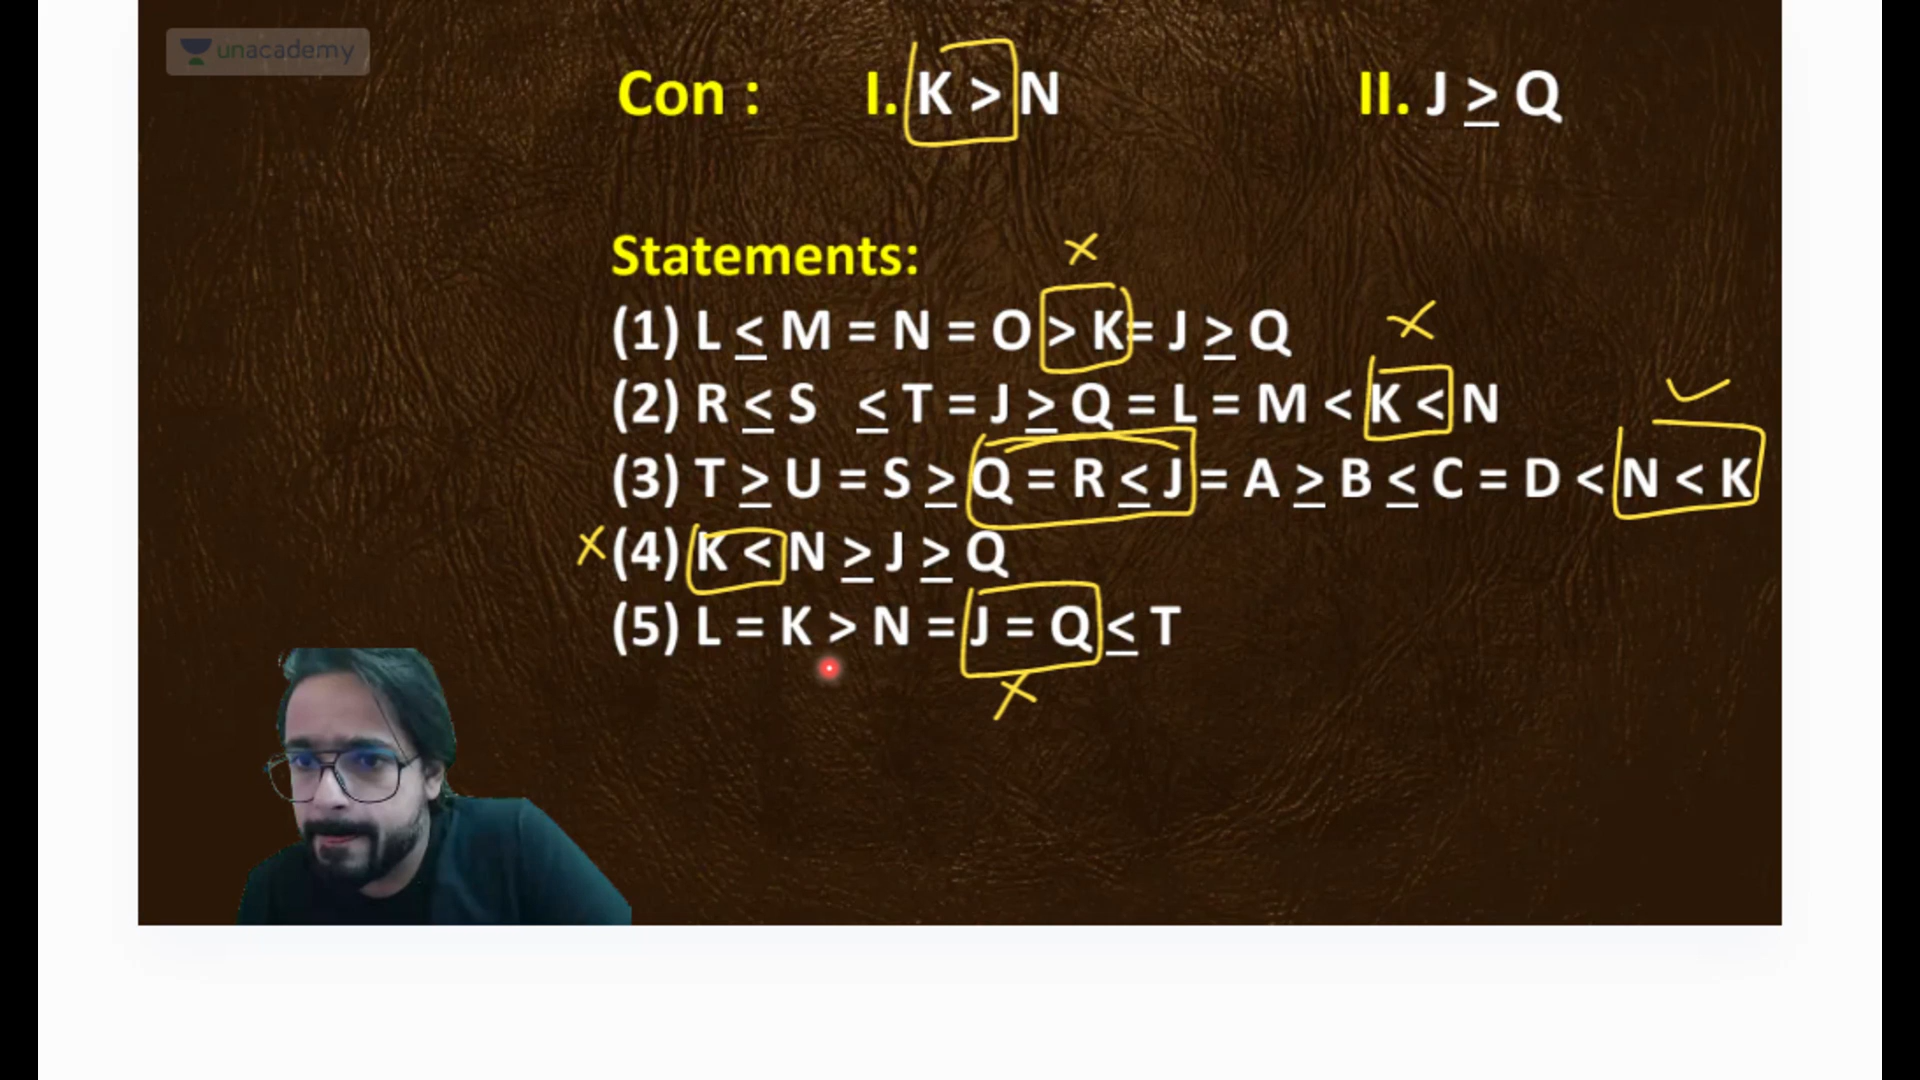 unacademy
Con : I. K > N II. J ≥ Q
Statements:
(1) L ≤ M = N = O > K = J ≥ Q
(2) R ≤ S ≤ T = J ≥ Q = L = M < K < N
(3) T ≥ U = S ≥ Q = R ≤ J = A ≥ B ≤ C = D < N < K
(4) K < N ≥ J ≥ Q
(5) L = K > N = J = Q ≤ T